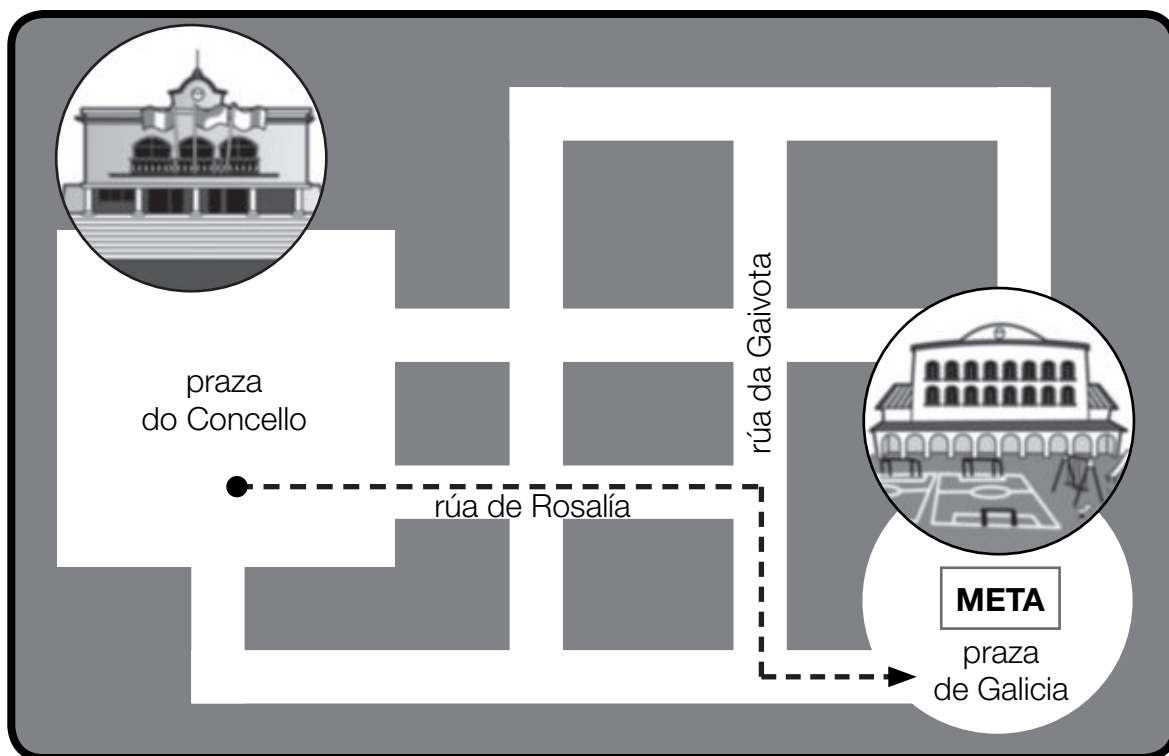 praza
do Concello
rúa da Gaivota
rúa de Rosalía
META
praza
de Galicia